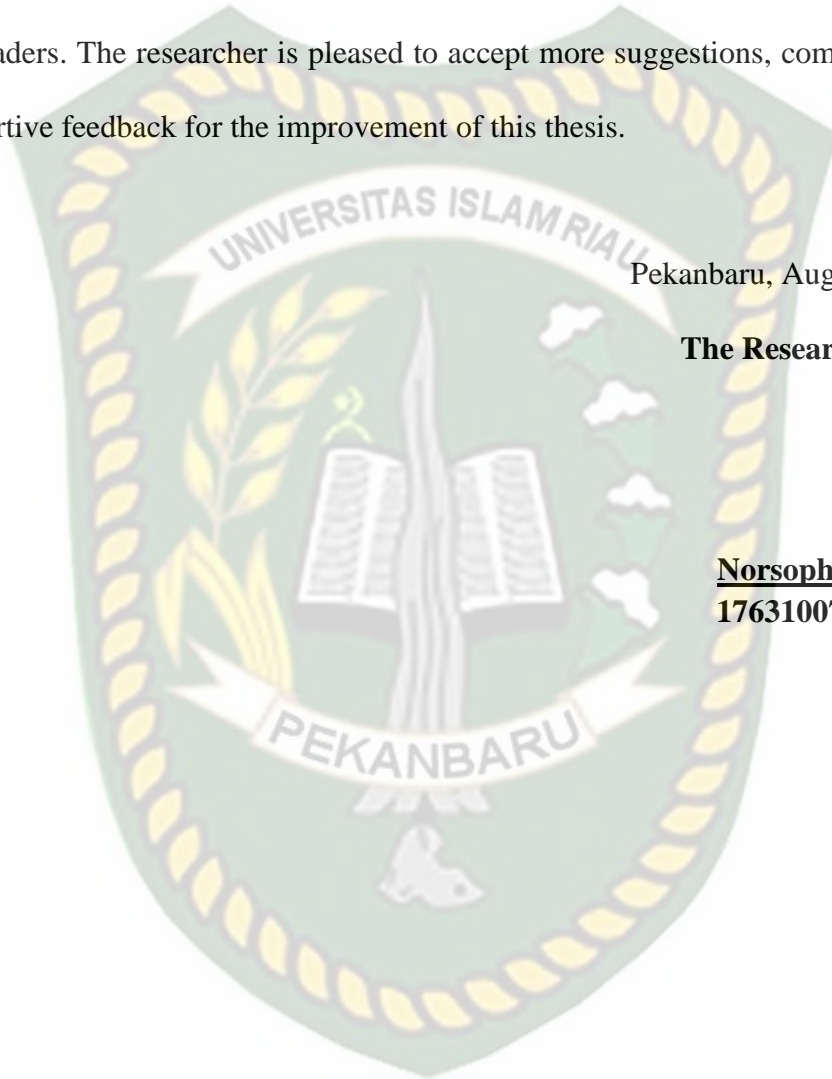 aders. The researcher is pleased to accept more suggestions, com
rtive feedback for the improvement of this thesis.
UNIVERSITAS ISLAM RIAU
Pekanbaru, Aug
The Resear
Norsoph
1763100
PEKANBARU